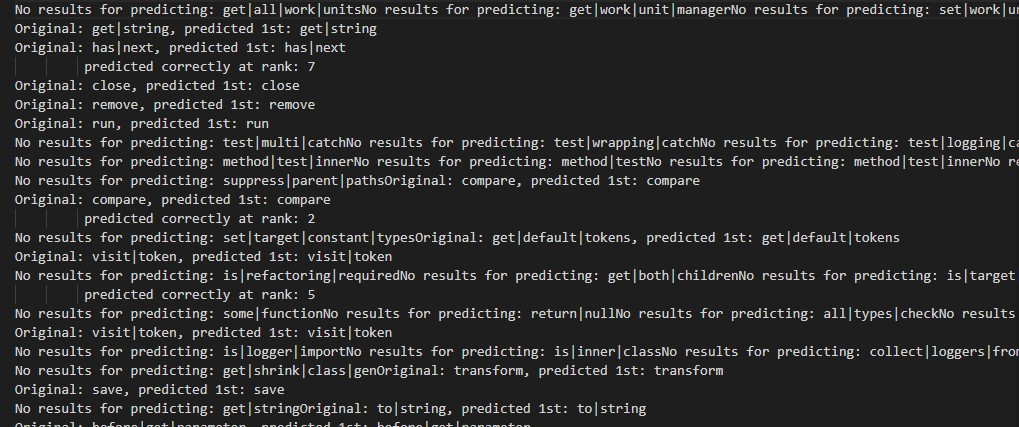 No results for predicting: get|all|work|unitsNo results for predicting: get|work|unit|managerNo results for predicting: set|work|un
Original: get|string, predicted 1st: get|string
Original: has|next, predicted 1st: has|next
predicted correctly at rank: 7
Original: close, predicted 1st: close
Original: remove, predicted 1st: remove
Original: run, predicted 1st: run
No results for predicting: test|multi|catchNo results for predicting: test|wrapping|catchNo results for predicting: test|logging|ca
No results for predicting: method|test|innerNo results for predicting: method|testNo results for predicting: method|test|innerNo re
No results for predicting: suppress|parent|pathsOriginal: compare, predicted 1st: compare
Original: compare, predicted 1st: compare
predicted correctly at rank: 2
No results for predicting: set|target|constant|typesOriginal: get|default|tokens, predicted 1st: get|default|tokens
Original: visit|token, predicted 1st: visit|token
No results for predicting: is|refactoring|requiredNo results for predicting: get|both|childrenNo results for predicting: is|target
predicted correctly at rank: 5
No results for predicting: some|functionNo results for predicting: return|nullNo results for predicting: all|types|checkNo results
Original: visit|token, predicted 1st: visit|token
No results for predicting: is|logger|importNo results for predicting: is|inner|classNo results for predicting: collect|loggers|fro
No results for predicting: get|shrink|class|genOriginal: transform, predicted 1st: transform
Original: save, predicted 1st: save
No results for predicting: get|stringOriginal: to|string, predicted 1st: to|string
Original: before|get|parameter, predicted 1st: before|get|parameter